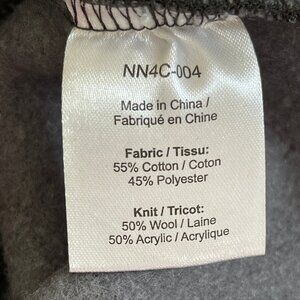 NN4C-004
Made in China /
Fabriqué en Chine
Fabric / Tissu:
55% Cotton / Coton
45% Polyester
Knit / Tricot:
50% Wool / Laine
50% Acrylic / Acrylique